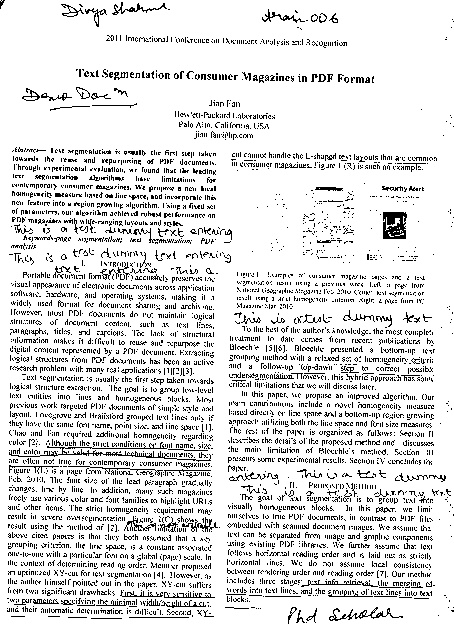 Divya Sharma
train 006
2011 International Conference on Document Analysis and Recognition
Text Segmentation of Consumer Magazines in PDF Format
Demo Doc"n
Jian Fan
Hewlett-Packard Laboratories
Palo Alto, California, USA
jian.fan@hp.com
Abstract— Text segmentation is usually the first step taken
towards the reuse and repurposing of PDF documents.
Through experimental evaluation, we found that the leading
text segmentation algorithms have limitations for
contemporary consumer magazines. We propose a new local
homogeneity measure based on line space, and incorporate this
new feature into a region growing algorithm. Using a fixed set
of parameters, our algorithm achieved robust performance on
PDF magazines with wide-ranging layouts and styles.
This is a test dummy text entering
Keywords-page segmentation; text segmentation; PDF
analysis
This is a test dummy text entering
I. INTRODUCTION
text entering This is a
Portable document format (PDF) accurately preserves the
visual appearance of electronic documents across application
software, hardware, and operating systems, making it a
widely used format for document sharing and archiving.
However, most PDF documents do not maintain logical
structures of document content, such as text lines,
paragraphs, titles, and captions. The lack of structural
information makes it difficult to reuse and repurpose the
digital content represented by a PDF document. Extracting
logical structures from PDF documents has been an active
research problem with many real applications [1][2][3].
Text segmentation is usually the first step taken towards
logical structure extraction. The goal is to group low-level
text entities into lines and homogeneous blocks. Most
previous work targeted PDF documents of simple style and
layout. Lovegrove and Brailsford grouped text lines only if
they have the same font name, point size, and line space [1].
Chao and Fan required additional homogeneity regarding
color [2]. Although the strict conditions on font name, size,
and color may be valid for more technical documents, they
are often not true for contemporary consumer magazines.
Figure 1(L) is a page from National Geographic Magazine
Feb. 2010. The font size of the lead paragraph gradually
changes, line by line. In addition, many such magazines
freely use various color and font families to highlight URLs
and other items. The strict homogeneity requirement may
result in severe oversegmentation. Figure 1(C) shows the
result using the method of [2]. Another limitation of the
above cited papers is that they both assumed that a key
grouping criterion, the line space, is a constant associated
one-to-one with a particular font on a global (page) scale. In
the context of determining reading order, Meunier proposed
an optimized XY-cut for text segmentation [4]. However, as
the author himself pointed out in the paper, XY-cut suffers
from two significant drawbacks. First, it is very sensitive to
two parameters specifying the minimal width/height of a cut,
and their automatic determination is difficult. Second, XY-
cut cannot handle the L-shaped text layouts that are common
in consumer magazines. Figure 1 (R) is such an example.
Security Alert
Figure 1. Examples of consumer magazine pages and a text
segmentation result using a previous work. Left: a page from
National Geographic Magazine Feb. 2010. Center: text segmentation
result using a strict homogeneous criterion. Right: a page from PC
Magazine Mar. 2010.
This is a test dummy text
To the best of the author's knowledge, the most complete
treatment to date comes from recent publications by
Bloechle [5][6]. Bloechle presented a bottom-up text
grouping method with a relaxed set of homogeneity criteria
and a follow-up top-down step to correct possible
undersegmentation. However, this hybrid approach has some
critical limitations that we will discuss later.
In this paper, we propose an improved algorithm. Our
main contributions include a novel homogeneity measure
based directly on line space and a bottom-up region growing
approach utilizing both the line space and font size measures.
The rest of the paper is organized as follows: Section II
describes the details of the proposed method and discusses
the main limitation of Bloechle's method. Section III
presents some experimental results. Section IV concludes the
paper.
entering This is a test dummy
II. PROPOSED METHOD
This is a test dummy text
The goal of text segmentation is to group text into
visually homogeneous blocks. In this paper, we limit
ourselves to line PDF documents, in contrast to PDF files
embedded with scanned document images. We assume that
text can be separated from image and graphic components
using existing PDF libraries. We further assume that text
follows horizontal reading order and is laid out as strictly
horizontal lines. We do not assume local consistency
between rendering order and reading order [7]. Our method
includes three stages: text info retrieval, the merging of
words into text lines, and the grouping of text lines into text
blocks.
Phd Scholar